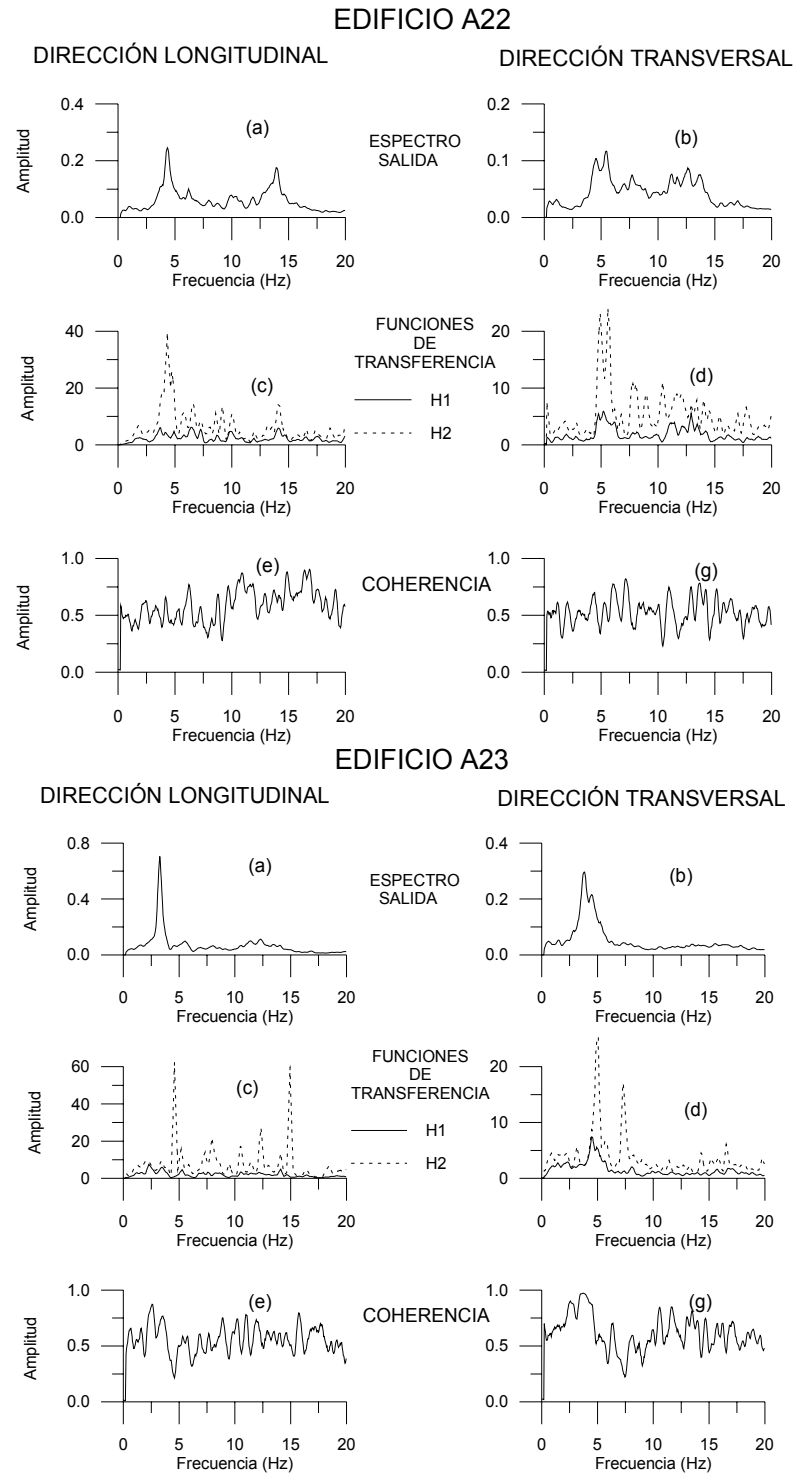 EDIFICIO A22
DIRECCIÓN LONGITUDINAL
DIRECCIÓN TRANSVERSAL
0.4
0.2
0.0
Amplitud
(a)
0 5 10 15 20
Frecuencia (Hz)
ESPECTRO
SALIDA
0.2
0.1
0.0
(b)
0 5 10 15 20
Frecuencia (Hz)
40
20
0
Amplitud
(c)
0 5 10 15 20
Frecuencia (Hz)
FUNCIONES
DE
TRANSFERENCIA
H1
H2
20
10
0
(d)
0 5 10 15 20
Frecuencia (Hz)
1.0
0.5
0.0
Amplitud
(e)
0 5 10 15 20
Frecuencia (Hz)
COHERENCIA
1.0
0.5
0.0
(g)
0 5 10 15 20
Frecuencia (Hz)
EDIFICIO A23
DIRECCIÓN LONGITUDINAL
DIRECCIÓN TRANSVERSAL
0.8
0.4
0.0
Amplitud
(a)
0 5 10 15 20
Frecuencia (Hz)
ESPECTRO
SALIDA
0.4
0.2
0.0
(b)
0 5 10 15 20
Frecuencia (Hz)
60
40
20
0
Amplitud
(c)
0 5 10 15 20
Frecuencia (Hz)
FUNCIONES
DE
TRANSFERENCIA
H1
H2
20
10
0
(d)
0 5 10 15 20
Frecuencia (Hz)
1.0
0.5
0.0
Amplitud
(e)
0 5 10 15 20
Frecuencia (Hz)
COHERENCIA
1.0
0.5
0.0
(g)
0 5 10 15 20
Frecuencia (Hz)